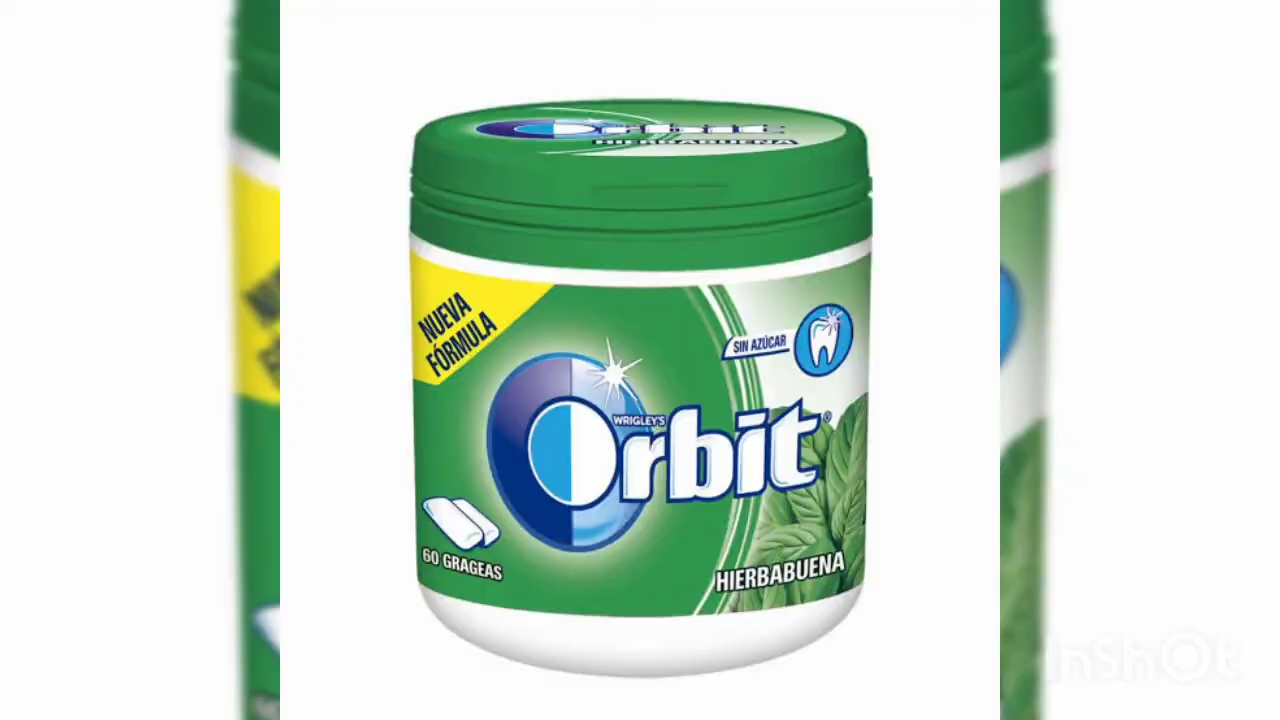 Orbit
HIERBABUENA
NUEVA
FÓRMULA
SIN AZÚCAR
WRIGLEY'S
Orbit®
60 GRAGEAS
HIERBABUENA
InShOt